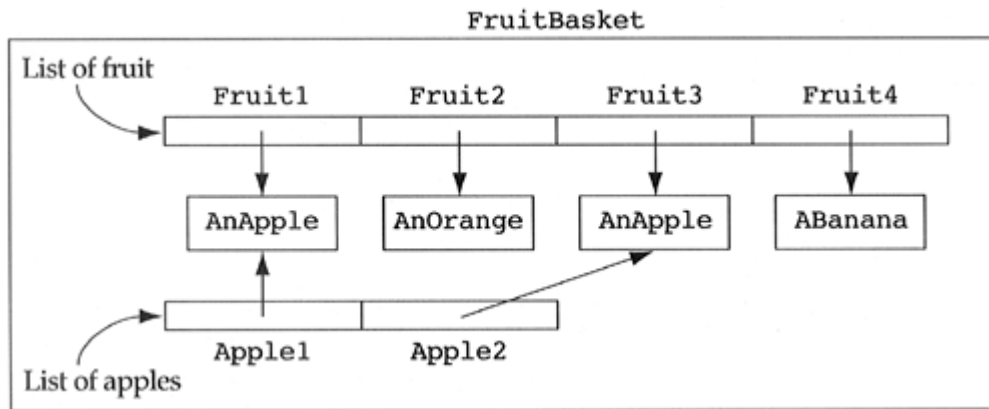 FruitBasket
List of fruit
Fruit1 Fruit2 Fruit3 Fruit4
AnApple AnOrange AnApple ABanana
Apple1 Apple2
List of apples